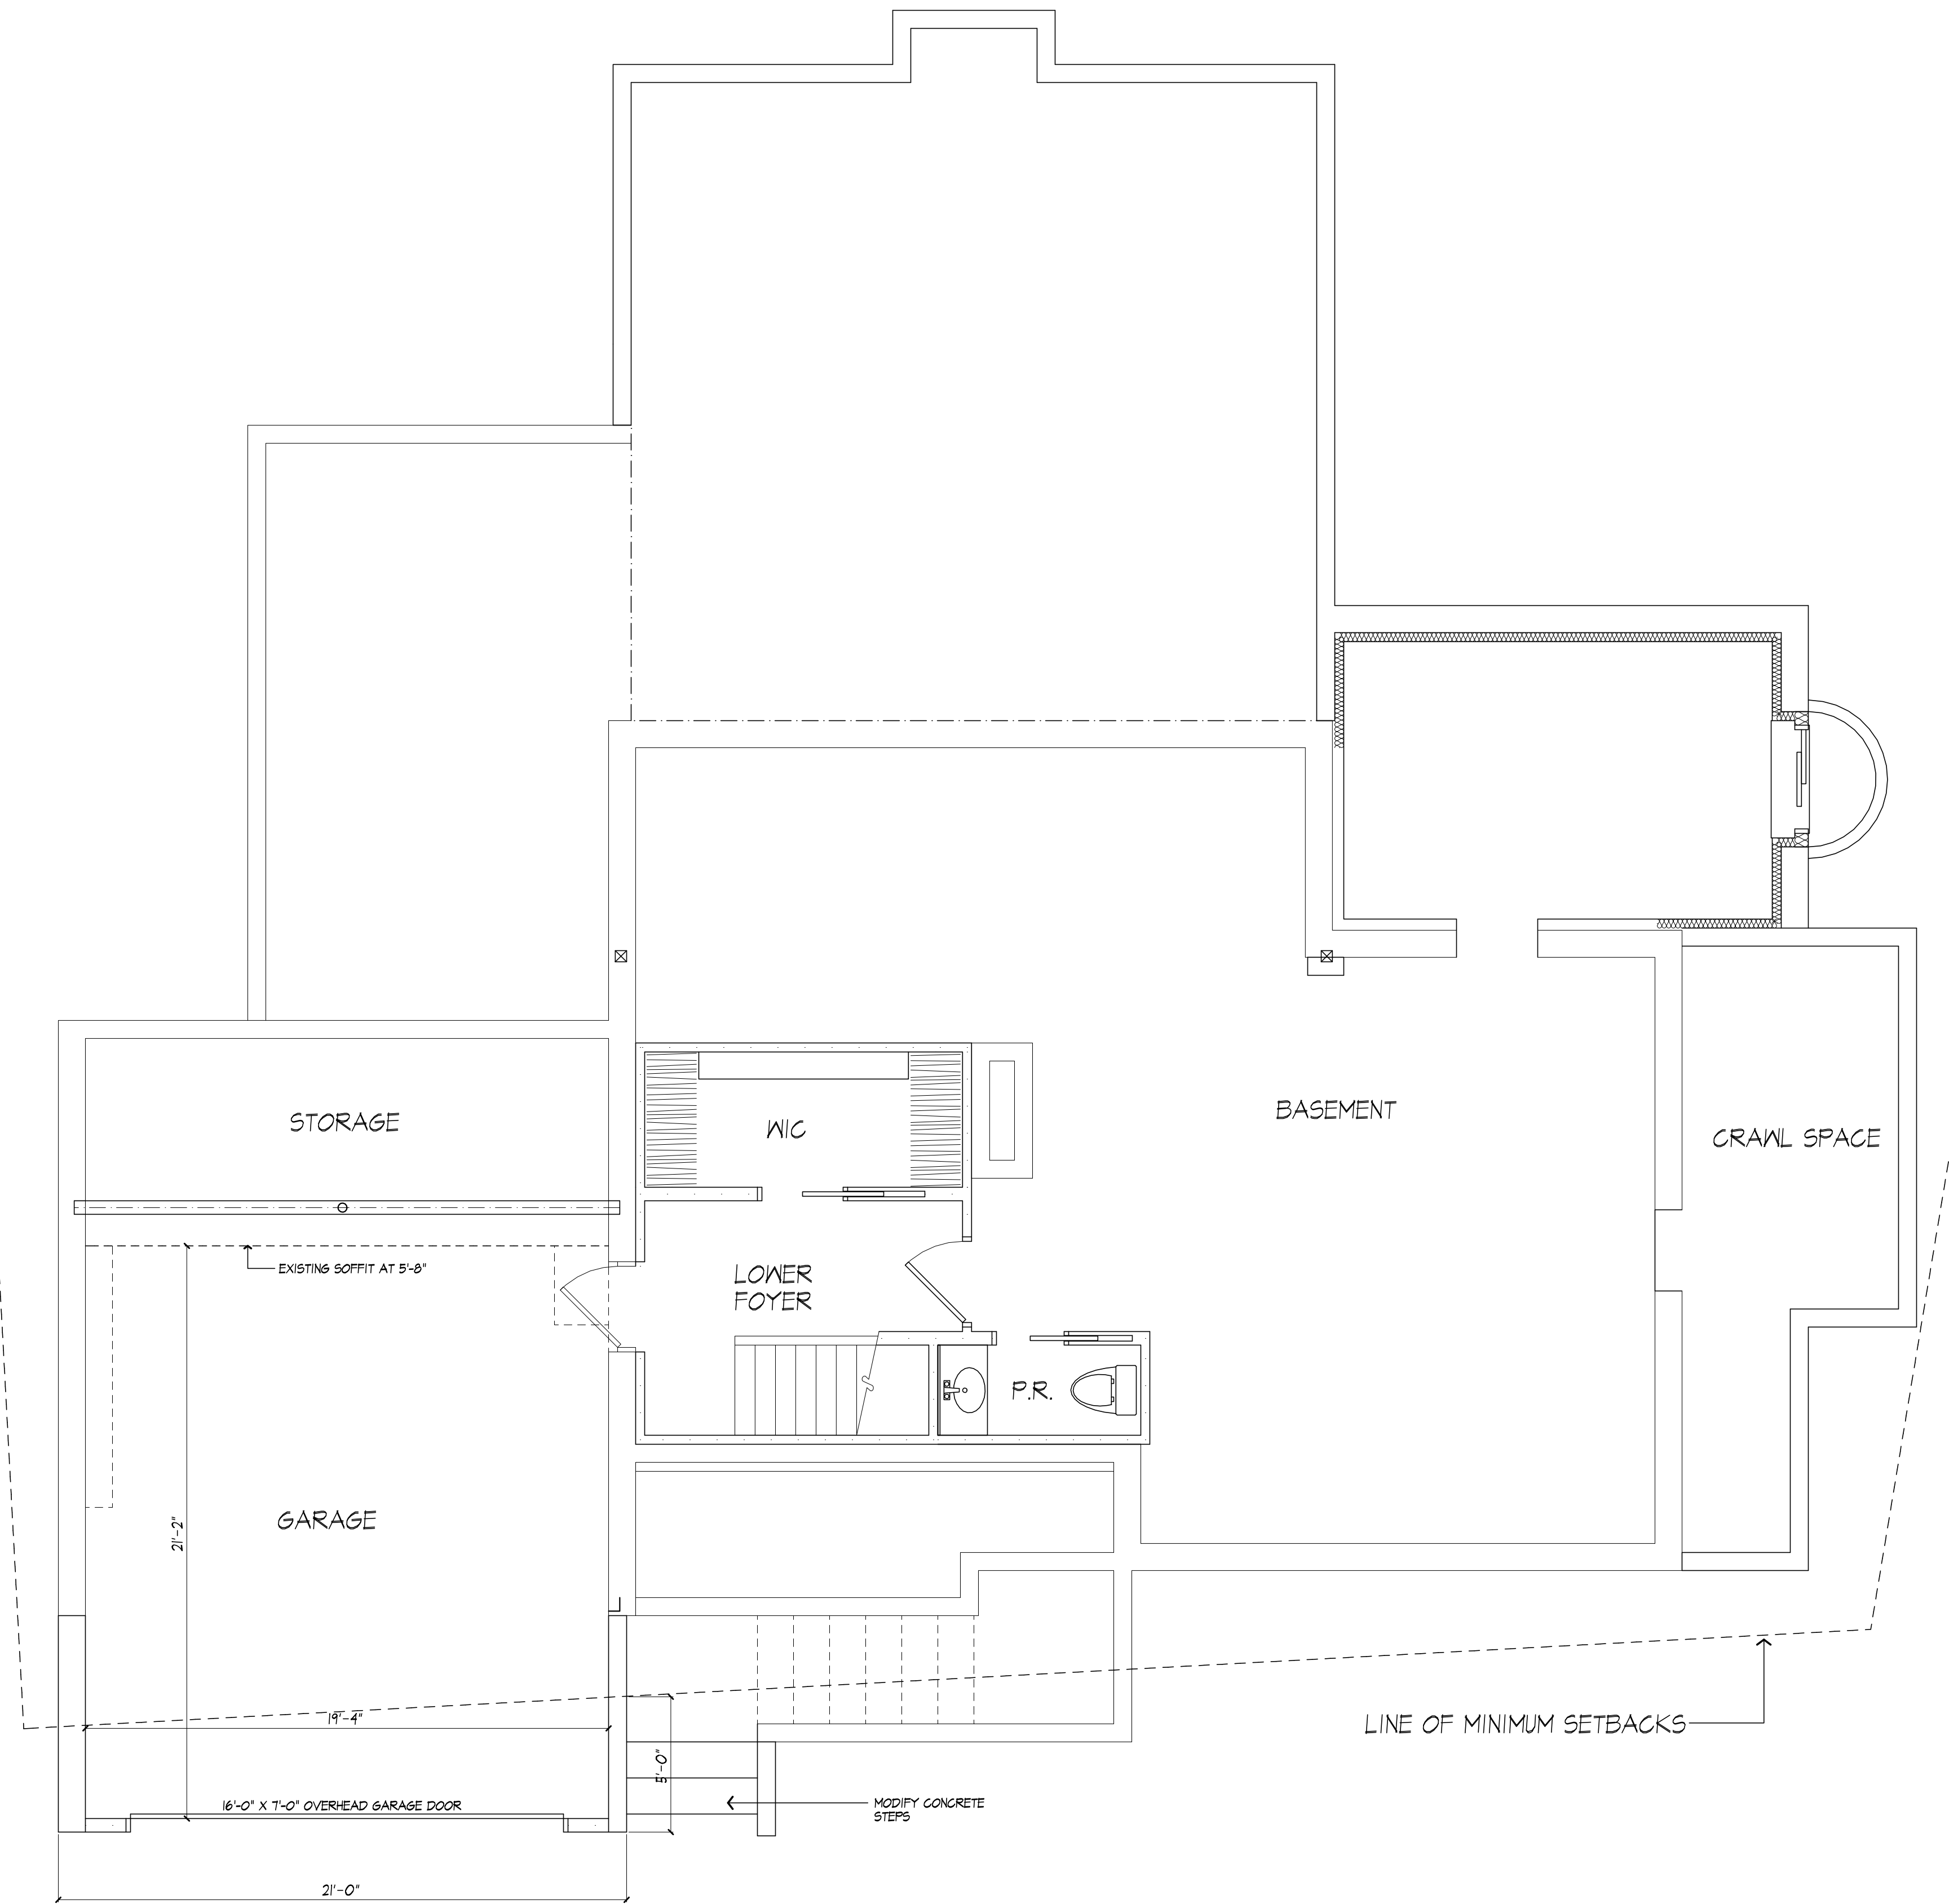 BASEMENT
STORAGE
WIC
CRAWL SPACE
EXISTING SOFFIT AT 5'-8"
LOWER
FOYER
P.R.
GARAGE
21'-2"
19'-4"
LINE OF MINIMUM SETBACKS
5'-0"
16'-0" X 7'-0" OVERHEAD GARAGE DOOR
MODIFY CONCRETE
STEPS
21'-0"